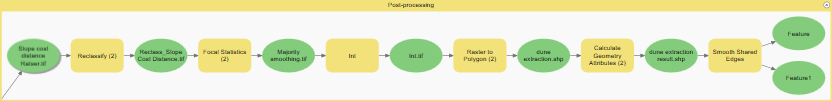 Post-processing
Slope cost
distance
Ratser.tif
Reclassify (2)
Reclass_Slope
Cost Distance.tif
Focal Statistics
(2)
Majority
smoothing.tif
Int
Int.tif
Raster to
Polygon (2)
dune
extraction.shp
Calculate
Geometry
Attributes (2)
dune extraction
result.shp
Smooth Shared
Edges
Feature
Feature1